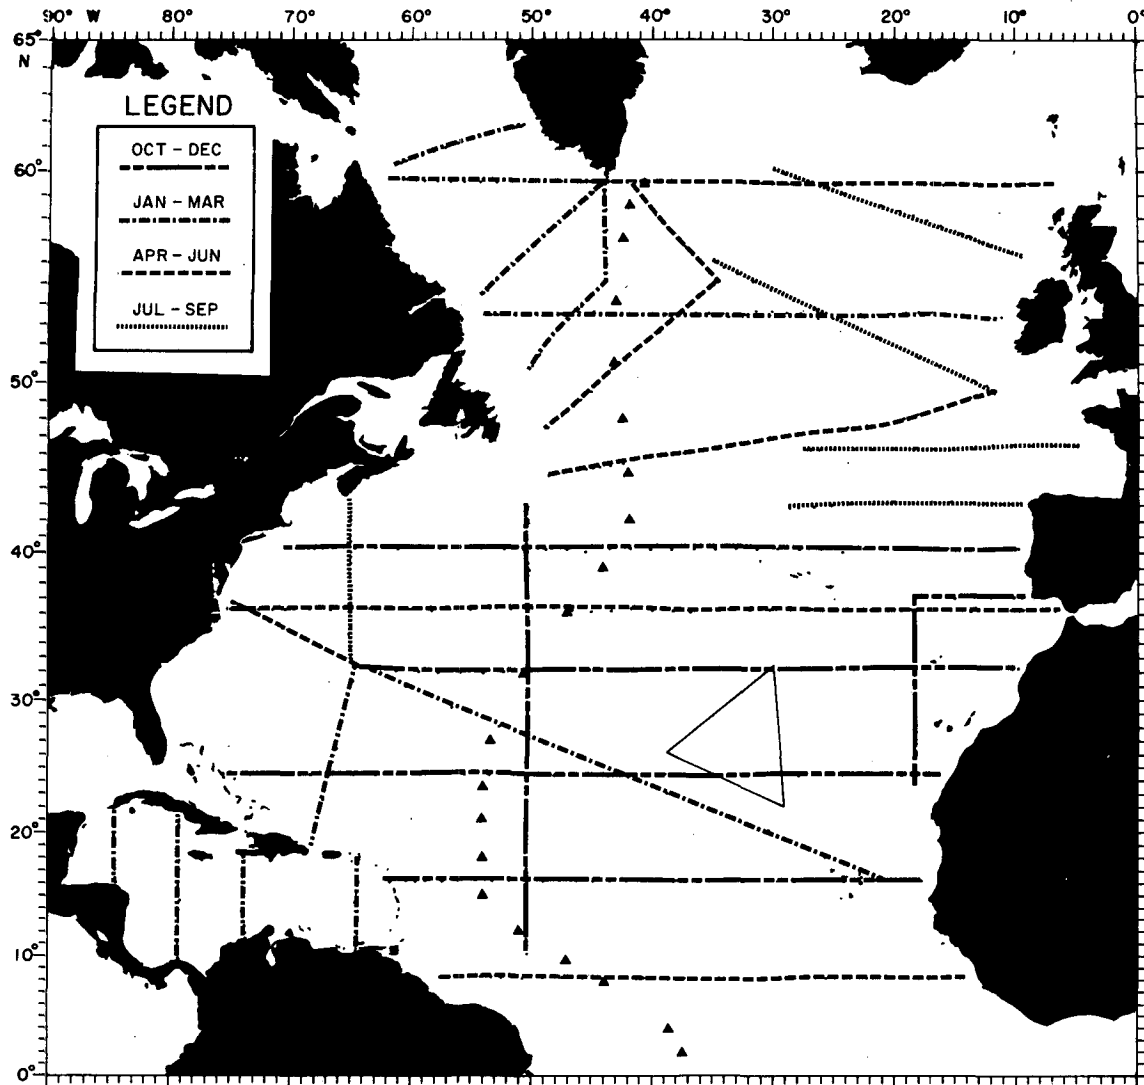 90° W 80° 70° 60° 50° 40° 30° 20° 10° 0°
65°
N
LEGEND
OCT – DEC
JAN – MAR
APR – JUN
JUL – SEP
60°
50°
40°
30°
20°
10°
0°